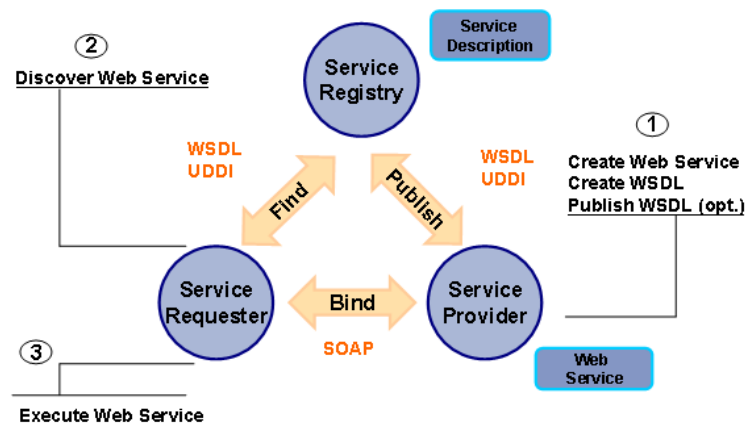 2
Discover Web Service
Service
Registry
Service
Description
1
Create Web Service
Create WSDL
Publish WSDL (opt.)
WSDL
UDDI
Find
Publish
WSDL
UDDI
Service
Requester
Bind
SOAP
Service
Provider
Web
Service
3
Execute Web Service